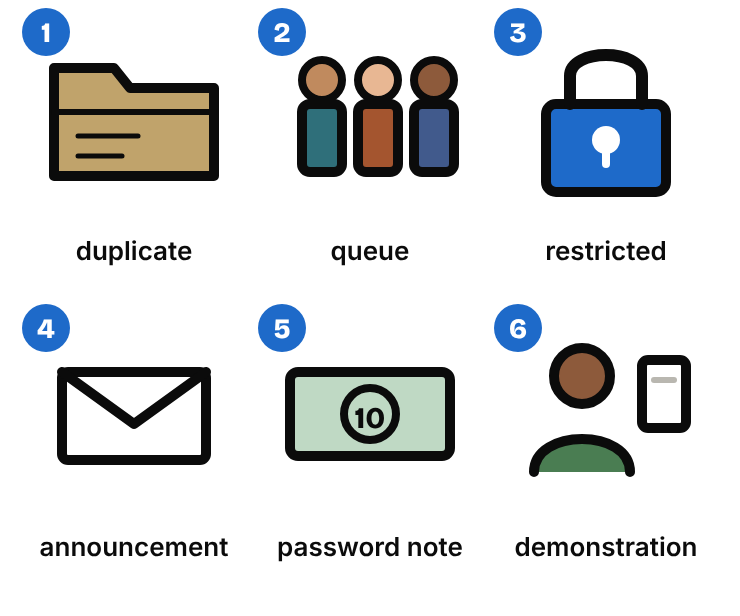 1
2
3
duplicate
queue
restricted
4
5
6
10
announcement
password note
demonstration